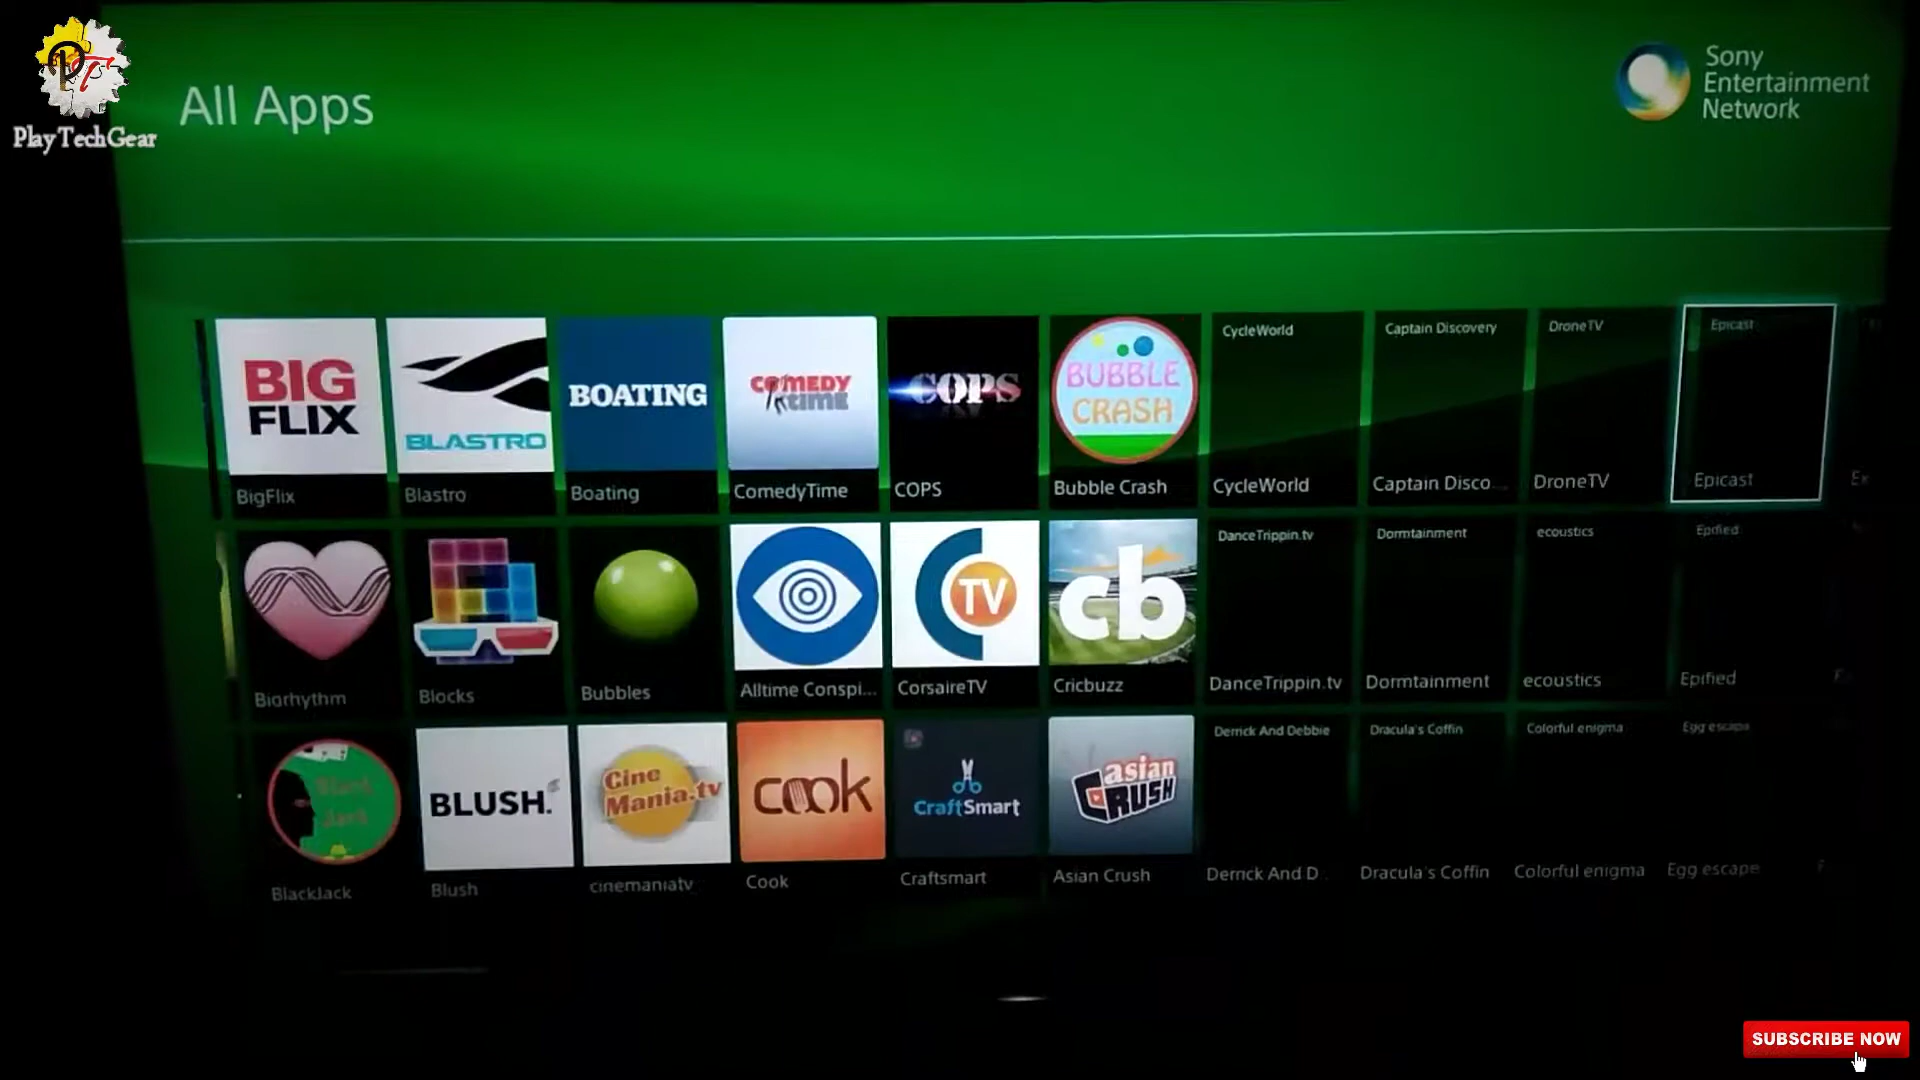 PlayTechGear
All Apps
Sony
Entertainment
Network
BIG
FLIX
BLASTRO
BOATING
COMEDY
TIME
COPS
BUBBLE
CRASH
CycleWorld
Captain Discovery
DroneTV
Epicast
BigFlix
Blastro
Boating
ComedyTime
COPS
Bubble Crash
CycleWorld
Captain Disco...
DroneTV
Epicast
Ex
TV
cb
DanceTrippin.tv
Dormtainment
ecoustics
Epified
Biorhythm
Blocks
Bubbles
Alltime Conspi...
CorsaireTV
Cricbuzz
DanceTrippin.tv
Dormtainment
ecoustics
Epified
Black
Jack
BLUSH.
Cine
Mania.tv
cook
CraftSmart
asian
CRUSH
Derrick And Debbie
Dracula's Coffin
Colorful enigma
Egg escape
BlackJack
Blush
cinemaniatv
Cook
Craftsmart
Asian Crush
Derrick And D...
Dracula's Coffin
Colorful enigma
Egg escape
SUBSCRIBE NOW